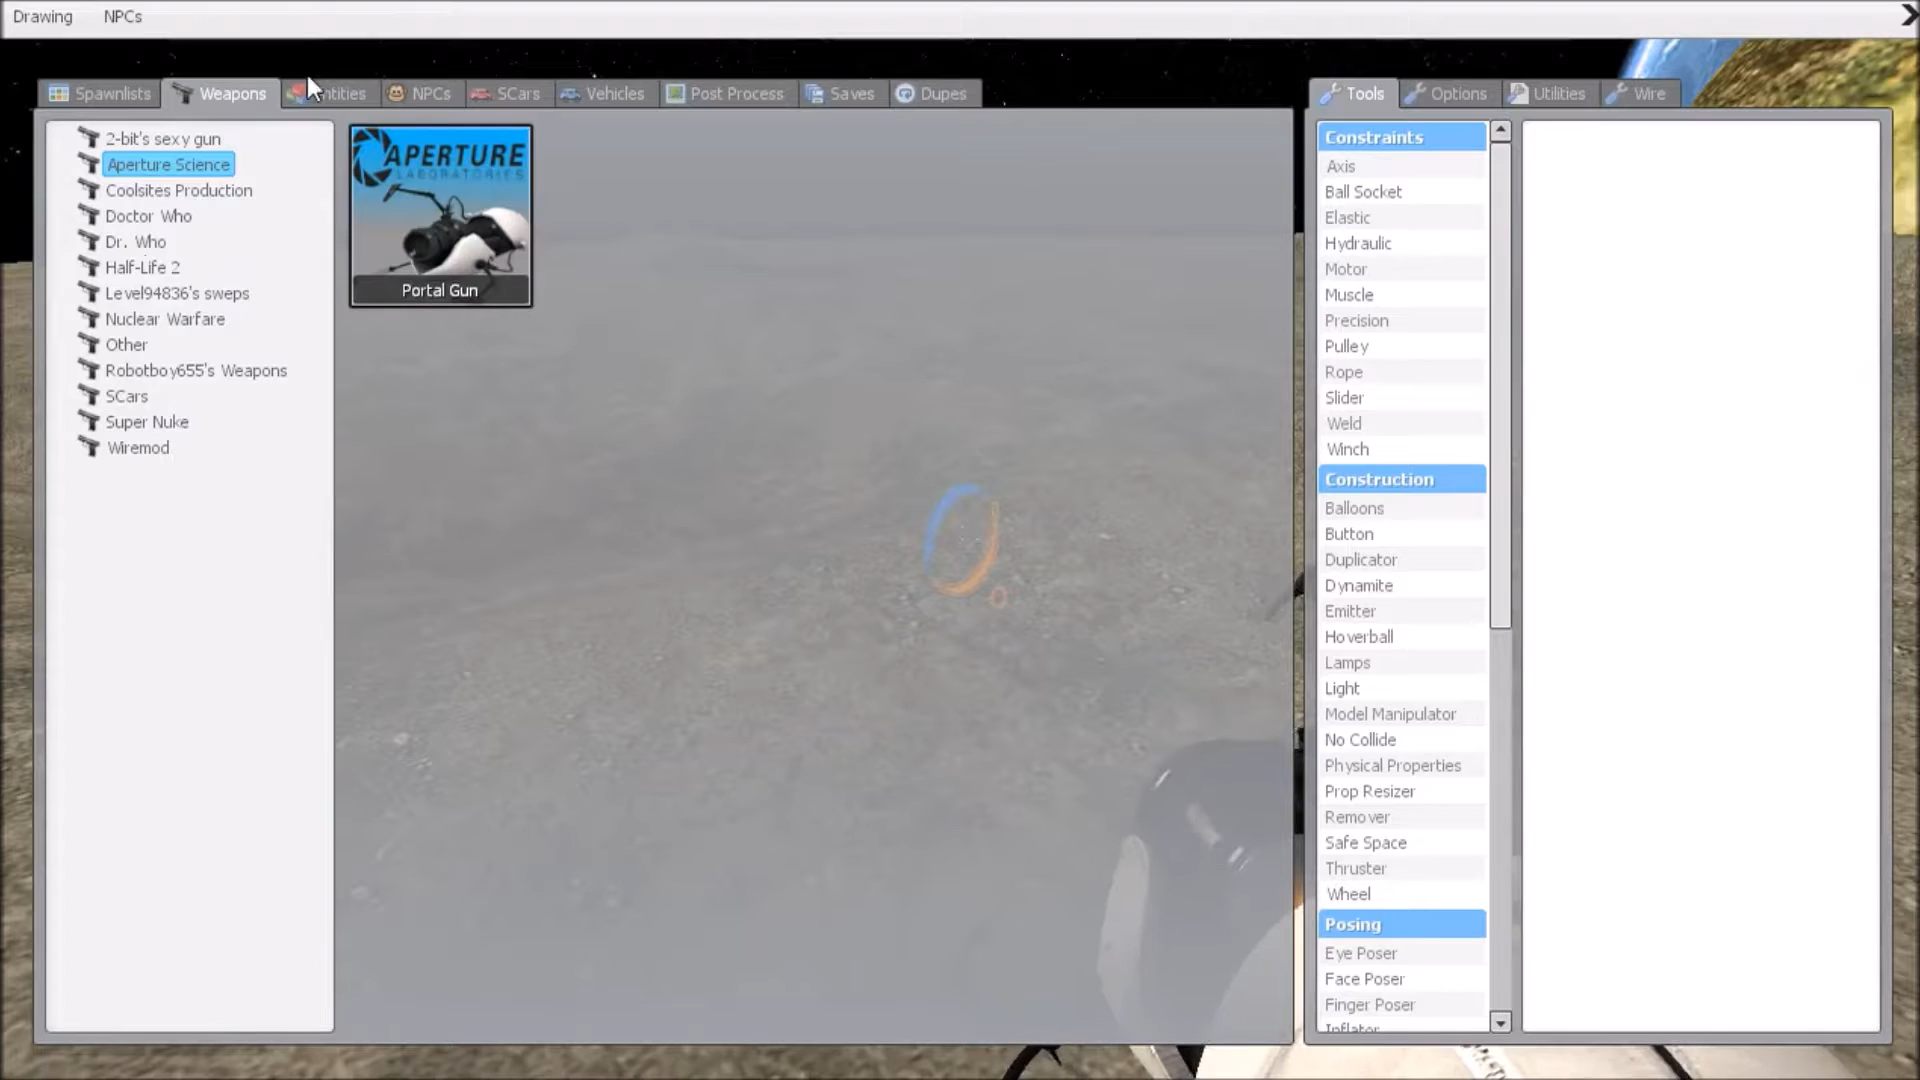 Drawing NPCs
Spawnlists Weapons ntities NPCs SCars Vehicles Post Process Saves Dupes
Tools Options Utilities Wire
2-bit's sexy gun
Aperture Science
Coolsites Production
Doctor Who
Dr. Who
Half-Life 2
Level94836's sweps
Nuclear Warfare
Other
Robotboy655's Weapons
SCars
Super Nuke
Wiremod
APERTURE
LABORATORIES
Portal Gun
Constraints
Axis
Ball Socket
Elastic
Hydraulic
Motor
Muscle
Precision
Pulley
Rope
Slider
Weld
Winch
Construction
Balloons
Button
Duplicator
Dynamite
Emitter
Hoverball
Lamps
Light
Model Manipulator
No Collide
Physical Properties
Prop Resizer
Remover
Safe Space
Thruster
Wheel
Posing
Eye Poser
Face Poser
Finger Poser
Inflator